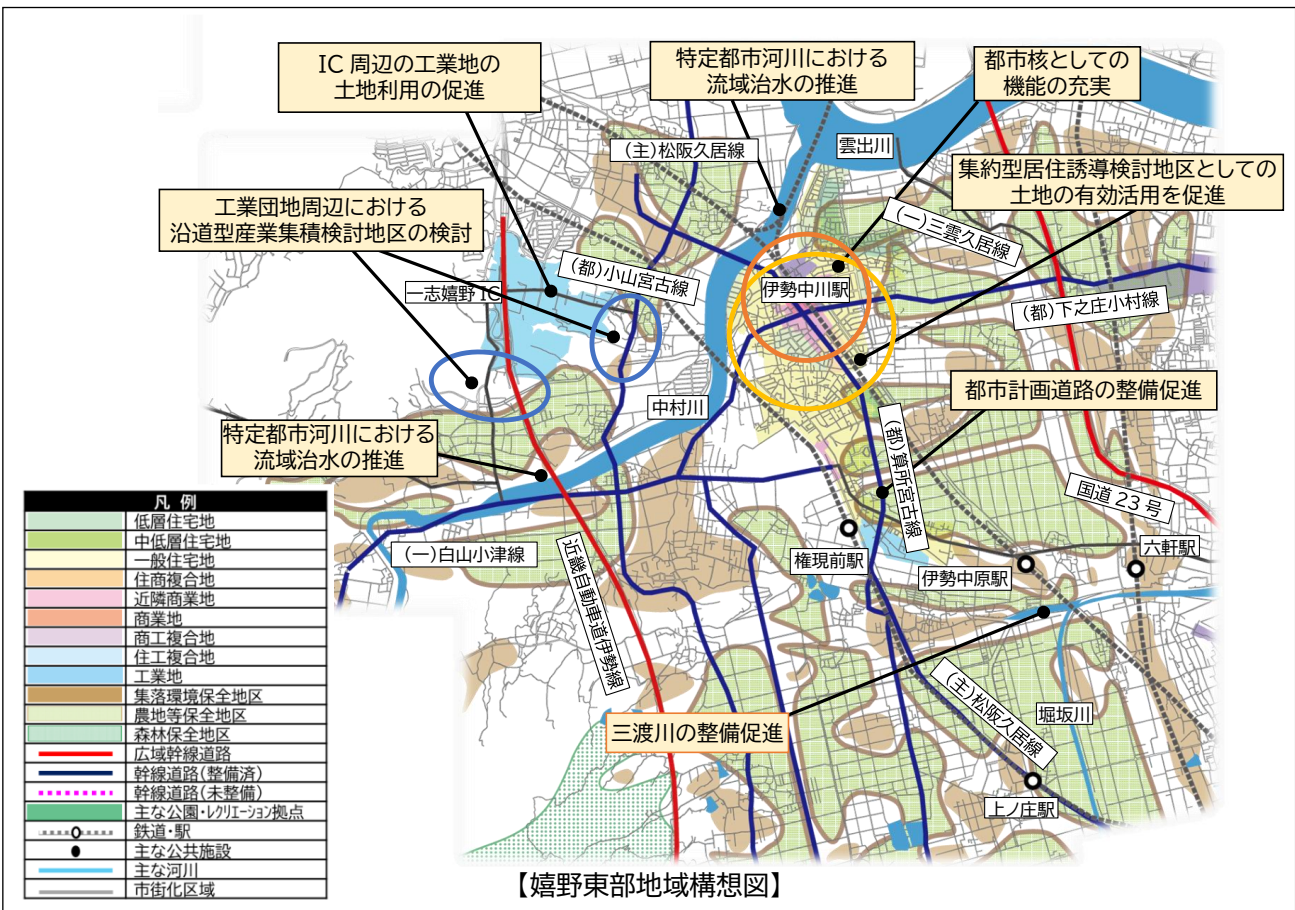 IC 周辺の工業地の
土地利用の促進
特定都市河川における
流域治水の推進
都市核としての
機能の充実
(主)松阪久居線
雲出川
集約型居住誘導検討地区としての
土地の有効活用を促進
工業団地周辺における
沿道型産業集積検討地区の検討
(一)三雲久居線
(都)小山宮古線
一志嬉野 IC
伊勢中川駅
(都)下之庄小村線
都市計画道路の整備促進
中村川
特定都市河川における
流域治水の推進
(都)算所宮古線
国道 23 号
(一)白山小津線
近畿自動車道伊勢線
権現前駅
伊勢中原駅
六軒駅
三渡川の整備促進
(主)松阪久居線
堀坂川
上ノ庄駅
凡 例
低層住宅地
中低層住宅地
一般住宅地
住商複合地
近隣商業地
商業地
商工複合地
住工複合地
工業地
集落環境保全地区
農地等保全地区
森林保全地区
広域幹線道路
幹線道路(整備済)
幹線道路(未整備)
主な公園・レクリエーション拠点
鉄道・駅
主な公共施設
主な河川
市街化区域
【嬉野東部地域構想図】